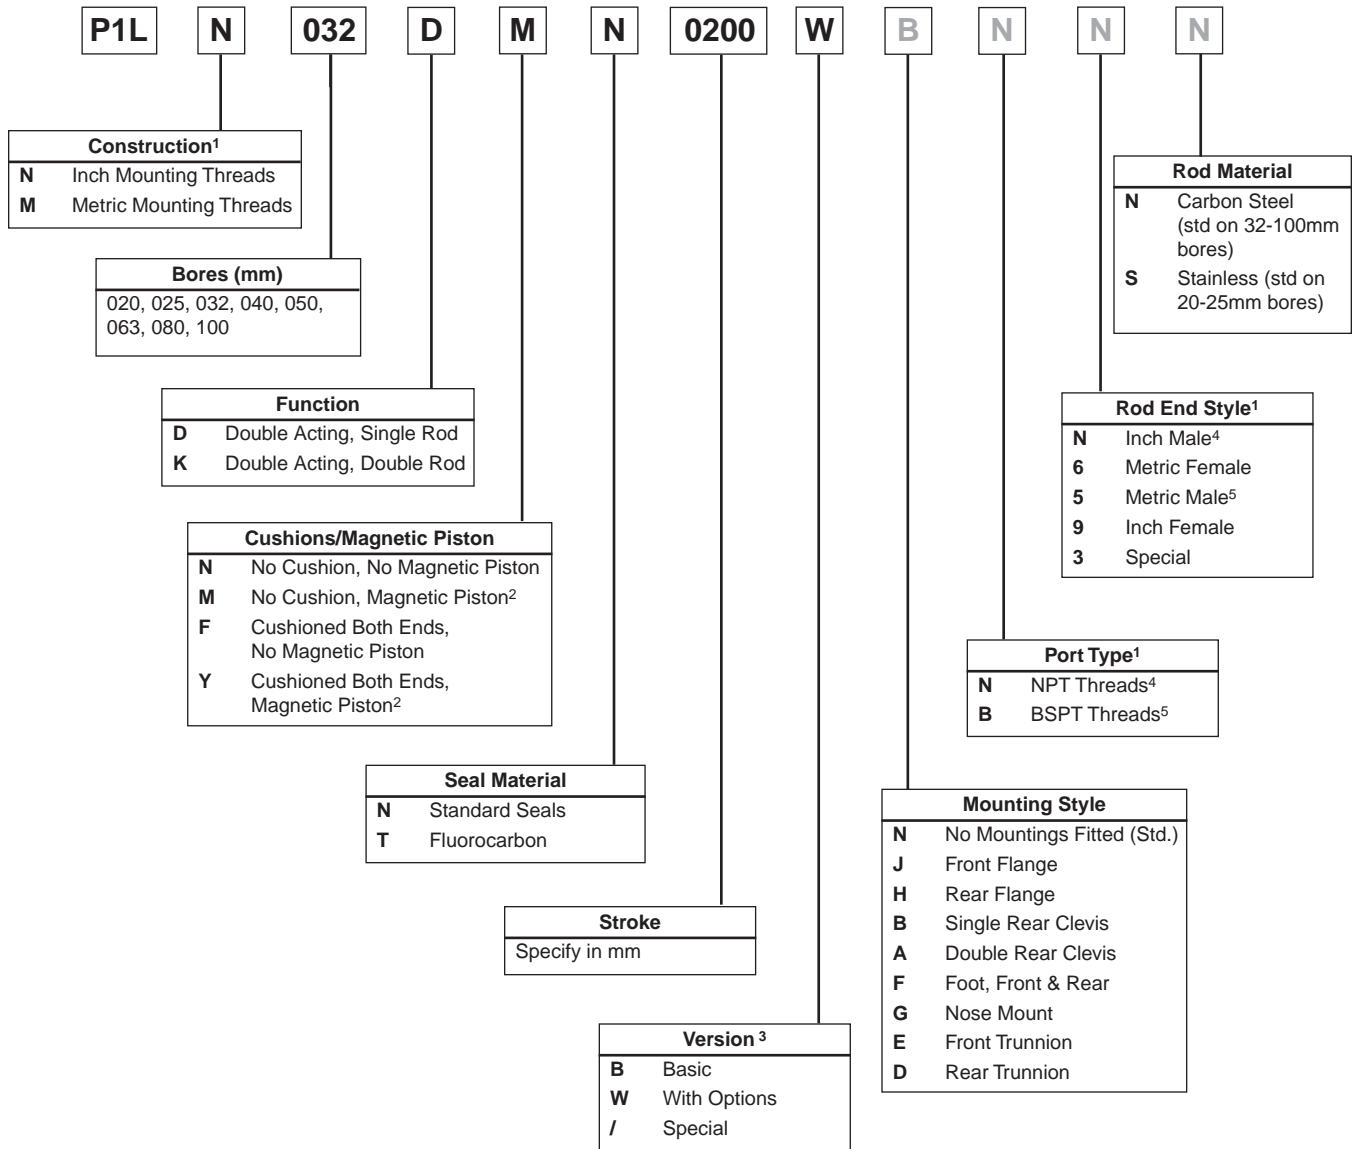 P1L N 032 D M N 0200 W B N N N
Construction1
N Inch Mounting Threads
M Metric Mounting Threads
Bores (mm)
020, 025, 032, 040, 050,
063, 080, 100
Function
D Double Acting, Single Rod
K Double Acting, Double Rod
Cushions/Magnetic Piston
N No Cushion, No Magnetic Piston
M No Cushion, Magnetic Piston2
F Cushioned Both Ends,
No Magnetic Piston
Y Cushioned Both Ends,
Magnetic Piston2
Seal Material
N Standard Seals
T Fluorocarbon
Stroke
Specify in mm
Version 3
B Basic
W With Options
/ Special
Mounting Style
N No Mountings Fitted (Std.)
J Front Flange
H Rear Flange
B Single Rear Clevis
A Double Rear Clevis
F Foot, Front & Rear
G Nose Mount
E Front Trunnion
D Rear Trunnion
Port Type1
N NPT Threads4
B BSPT Threads5
Rod End Style1
N Inch Male4
6 Metric Female
5 Metric Male5
9 Inch Female
3 Special
Rod Material
N Carbon Steel
(std on 32-100mm
bores)
S Stainless (std on
20-25mm bores)